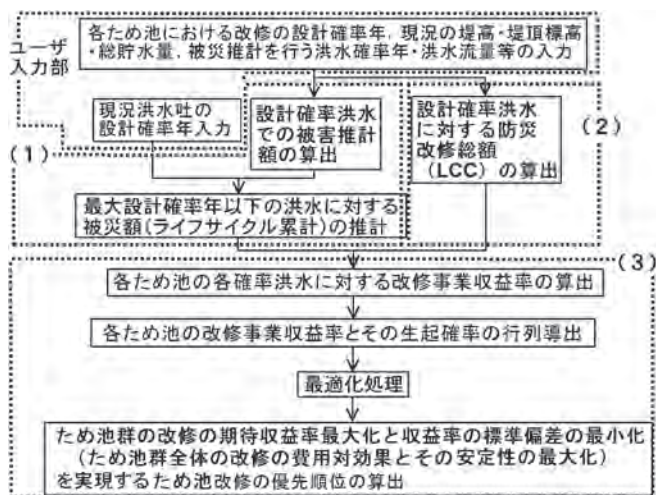 各ため池における改修の設計確率年，現況の堤高・堤頂標高
・総貯水量，被災推計を行う洪水確率年・洪水流量等の入力
ユーザ
入力部
現況洪水吐の
設計確率年入力
設計確率洪水
での被害推計
額の算出
設計確率洪水
に対する防災
改修総額
（LCC）の算出
(2)
(1)
最大設計確率年以下の洪水に対する
被災額(ライフサイクル累計)の推計
(3)
各ため池の各確率洪水に対する改修事業収益率の算出
各ため池の改修事業収益率とその生起確率の行列導出
最適化処理
ため池群の改修の期待収益率最大化と収益率の標準偏差の最小化
（ため池群全体の改修の費用対効果とその安定性の最大化）
を実現するため池改修の優先順位の算出